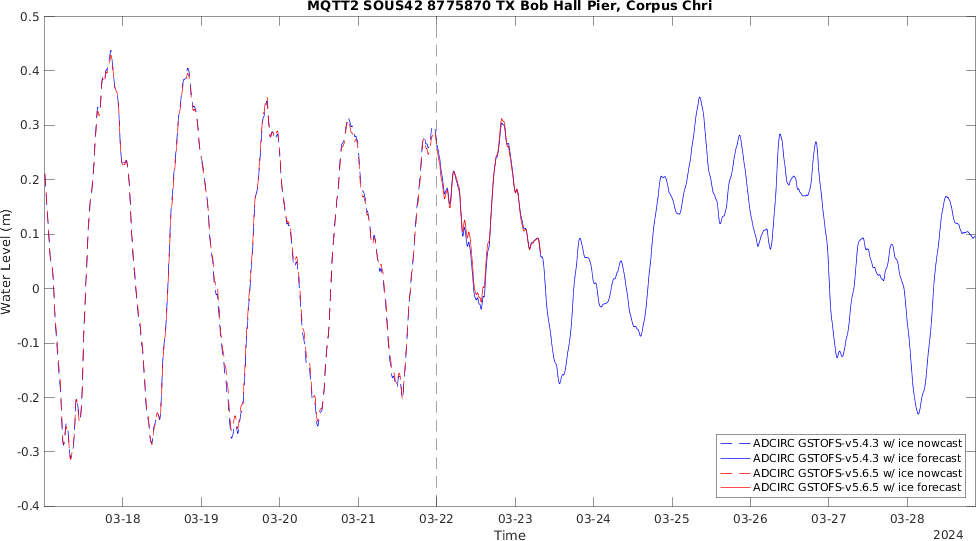 MQTT2 SOUS42 8775870 TX Bob Hall Pier, Corpus Chri
0.5
0.4
0.3
0.2
0.1
0
-0.1
-0.2
-0.3
-0.4
Water Level (m)
ADCIRC GSTOFS-v5.4.3 w/ ice nowcast
ADCIRC GSTOFS-v5.4.3 w/ ice forecast
ADCIRC GSTOFS-v5.6.5 w/ ice nowcast
ADCIRC GSTOFS-v5.6.5 w/ ice forecast
03-18 03-19 03-20 03-21 03-22 03-23 03-24 03-25 03-26 03-27 03-28
Time
2024